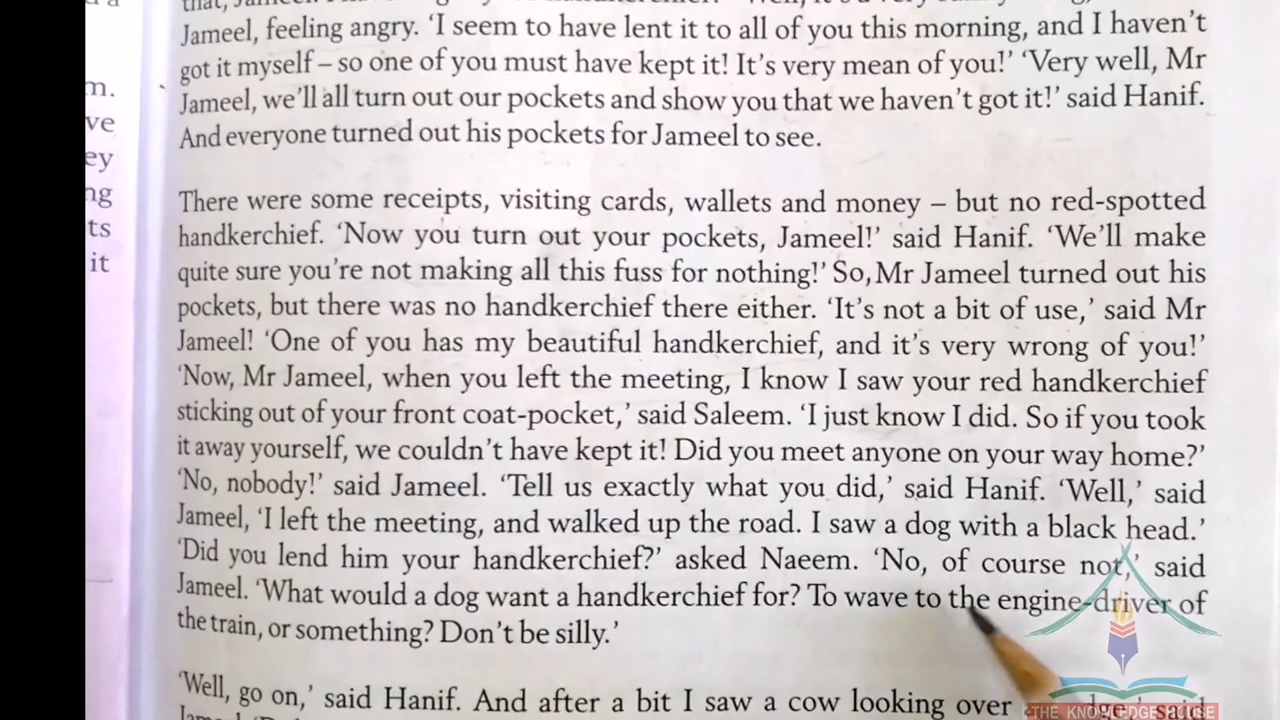 that,
Jameel, feeling angry. ‘I seem to have lent it to all of you this morning, and I haven’t
got it myself – so one of you must have kept it! It’s very mean of you!’ ‘Very well, Mr
Jameel, we’ll all turn out our pockets and show you that we haven’t got it!’ said Hanif.
And everyone turned out his pockets for Jameel to see.
There were some receipts, visiting cards, wallets and money – but no red-spotted
handkerchief. ‘Now you turn out your pockets, Jameel!’ said Hanif. ‘We’ll make
quite sure you’re not making all this fuss for nothing!’ So, Mr Jameel turned out his
pockets, but there was no handkerchief there either. ‘It’s not a bit of use,’ said Mr
Jameel! ‘One of you has my beautiful handkerchief, and it’s very wrong of you!’
‘Now, Mr Jameel, when you left the meeting, I know I saw your red handkerchief
sticking out of your front coat-pocket,’ said Saleem. ‘I just know I did. So if you took
it away yourself, we couldn’t have kept it! Did you meet anyone on your way home?’
‘No, nobody!’ said Jameel. ‘Tell us exactly what you did,’ said Hanif. ‘Well,’ said
Jameel, ‘I left the meeting, and walked up the road. I saw a dog with a black head.’
‘Did you lend him your handkerchief?’ asked Naeem. ‘No, of course not,’ said
Jameel. ‘What would a dog want a handkerchief for? To wave to the engine-driver of
the train, or something? Don’t be silly.’
‘Well, go on,’ said Hanif. And after a bit I saw a cow looking over said
m.
ve
ey
ng
ts
it
THE KNOWLEDGE HOUSE